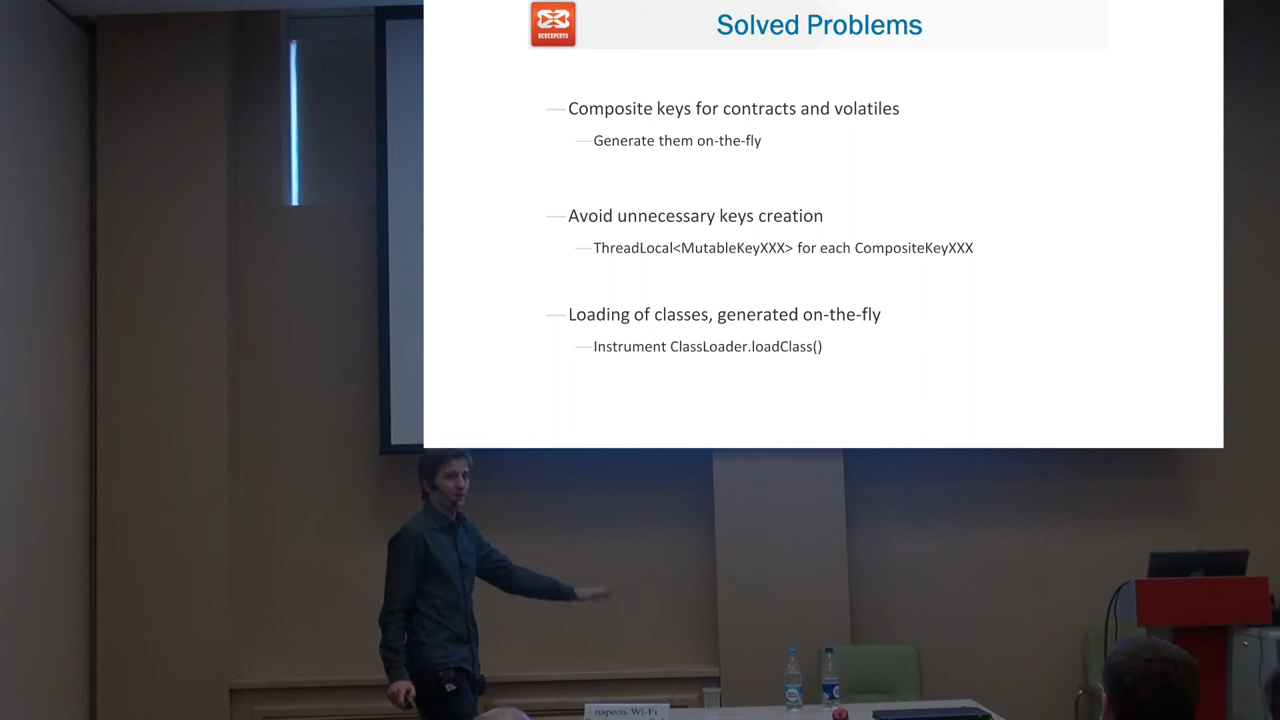 DEVEXPERTS
Solved Problems
Composite keys for contracts and volatiles
Generate them on-the-fly
Avoid unnecessary keys creation
ThreadLocal<MutableKeyXXX> for each CompositeKeyXXX
Loading of classes, generated on-the-fly
Instrument ClassLoader.loadClass()
пароль Wi-Fi